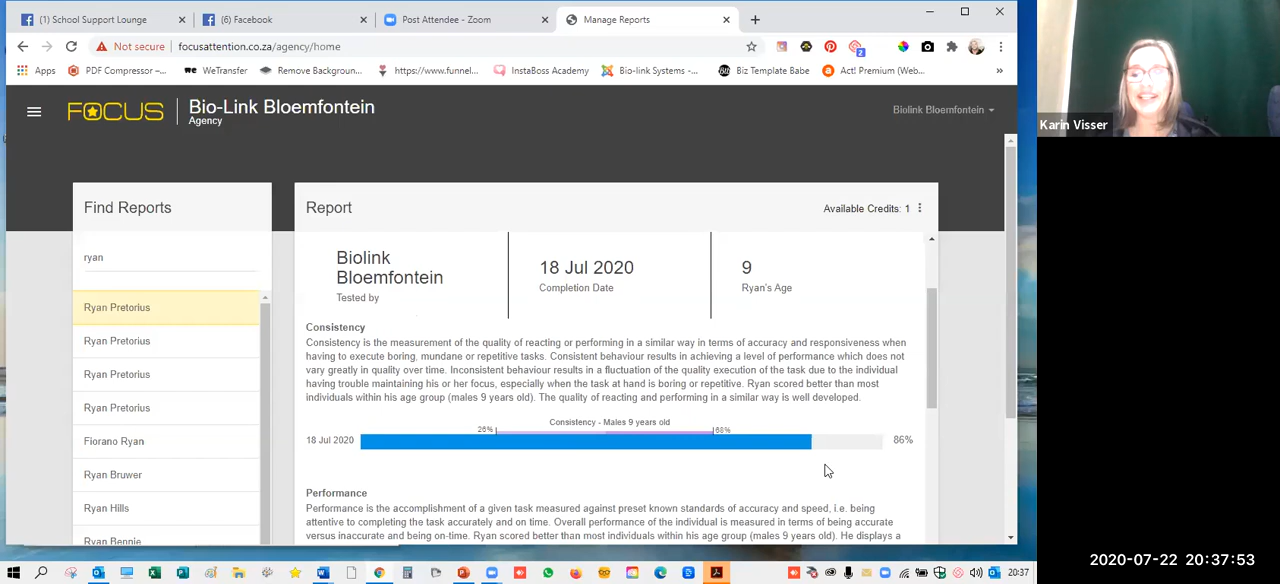 (1) School Support Lounge
(6) Facebook
Post Attendee - Zoom
Manage Reports
Not secure
focusattention.co.za/agency/home
2
Apps
PDF Compressor –...
we WeTransfer
Remove Backgroun...
https://www.funnel...
InstaBoss Academy
Bio-link Systems -...
Biz Template Babe
Act! Premium (Web...
»
FOCUS
Bio-Link Bloemfontein
Agency
Biolink Bloemfontein
Karin Visser
Find Reports
ryan
Ryan Pretorius
Ryan Pretorius
Ryan Pretorius
Ryan Pretorius
Fiorano Ryan
Ryan Bruwer
Ryan Hills
Ryan Bennie
Report
Available Credits: 1
Biolink
Bloemfontein
Tested by
18 Jul 2020
Completion Date
9
Ryan's Age
Consistency
Consistency is the measurement of the quality of reacting or performing in a similar way in terms of accuracy and responsiveness when
having to execute boring, mundane or repetitive tasks. Consistent behaviour results in achieving a level of performance which does not
vary greatly in quality over time. Inconsistent behaviour results in a fluctuation of the quality execution of the task due to the individual
having trouble maintaining his or her focus, especially when the task at hand is boring or repetitive. Ryan scored better than most
individuals within his age group (males 9 years old). The quality of reacting and performing in a similar way is well developed.
Consistency - Males 9 years old
26%
68%
18 Jul 2020
86%
Performance
Performance is the accomplishment of a given task measured against preset known standards of accuracy and speed, i.e. being
attentive to completing the task accurately and on time. Overall performance of the individual is measured in terms of being accurate
versus inaccurate and being on-time. Ryan scored better than most individuals within his age group (males 9 years old). He displays a
2020-07-22 20:37:53
20:37